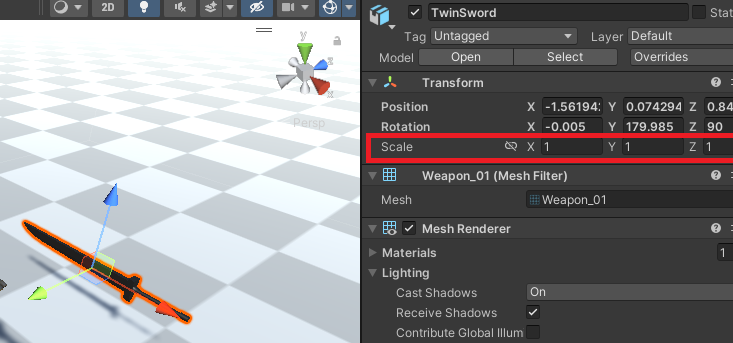 2D
y
z
x
Persp
TwinSword
Stat
Tag Untagged Layer Default
Model Open Select Overrides
Transform
Position X -1.56194 Y 0.074294 Z 0.84
Rotation X -0.005 Y 179.985 Z 90
Scale X 1 Y 1 Z 1
Weapon_01 (Mesh Filter)
Mesh Weapon_01
Mesh Renderer
Materials 1
Lighting
Cast Shadows On
Receive Shadows
Contribute Global Illum